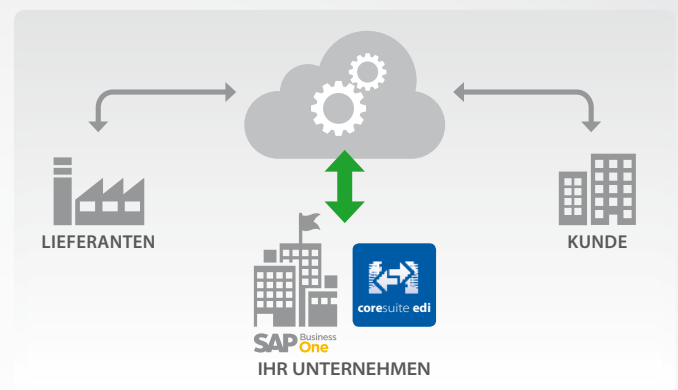 LIEFERANTEN
KUNDE
coresuite edi
SAP Business One
IHR UNTERNEHMEN